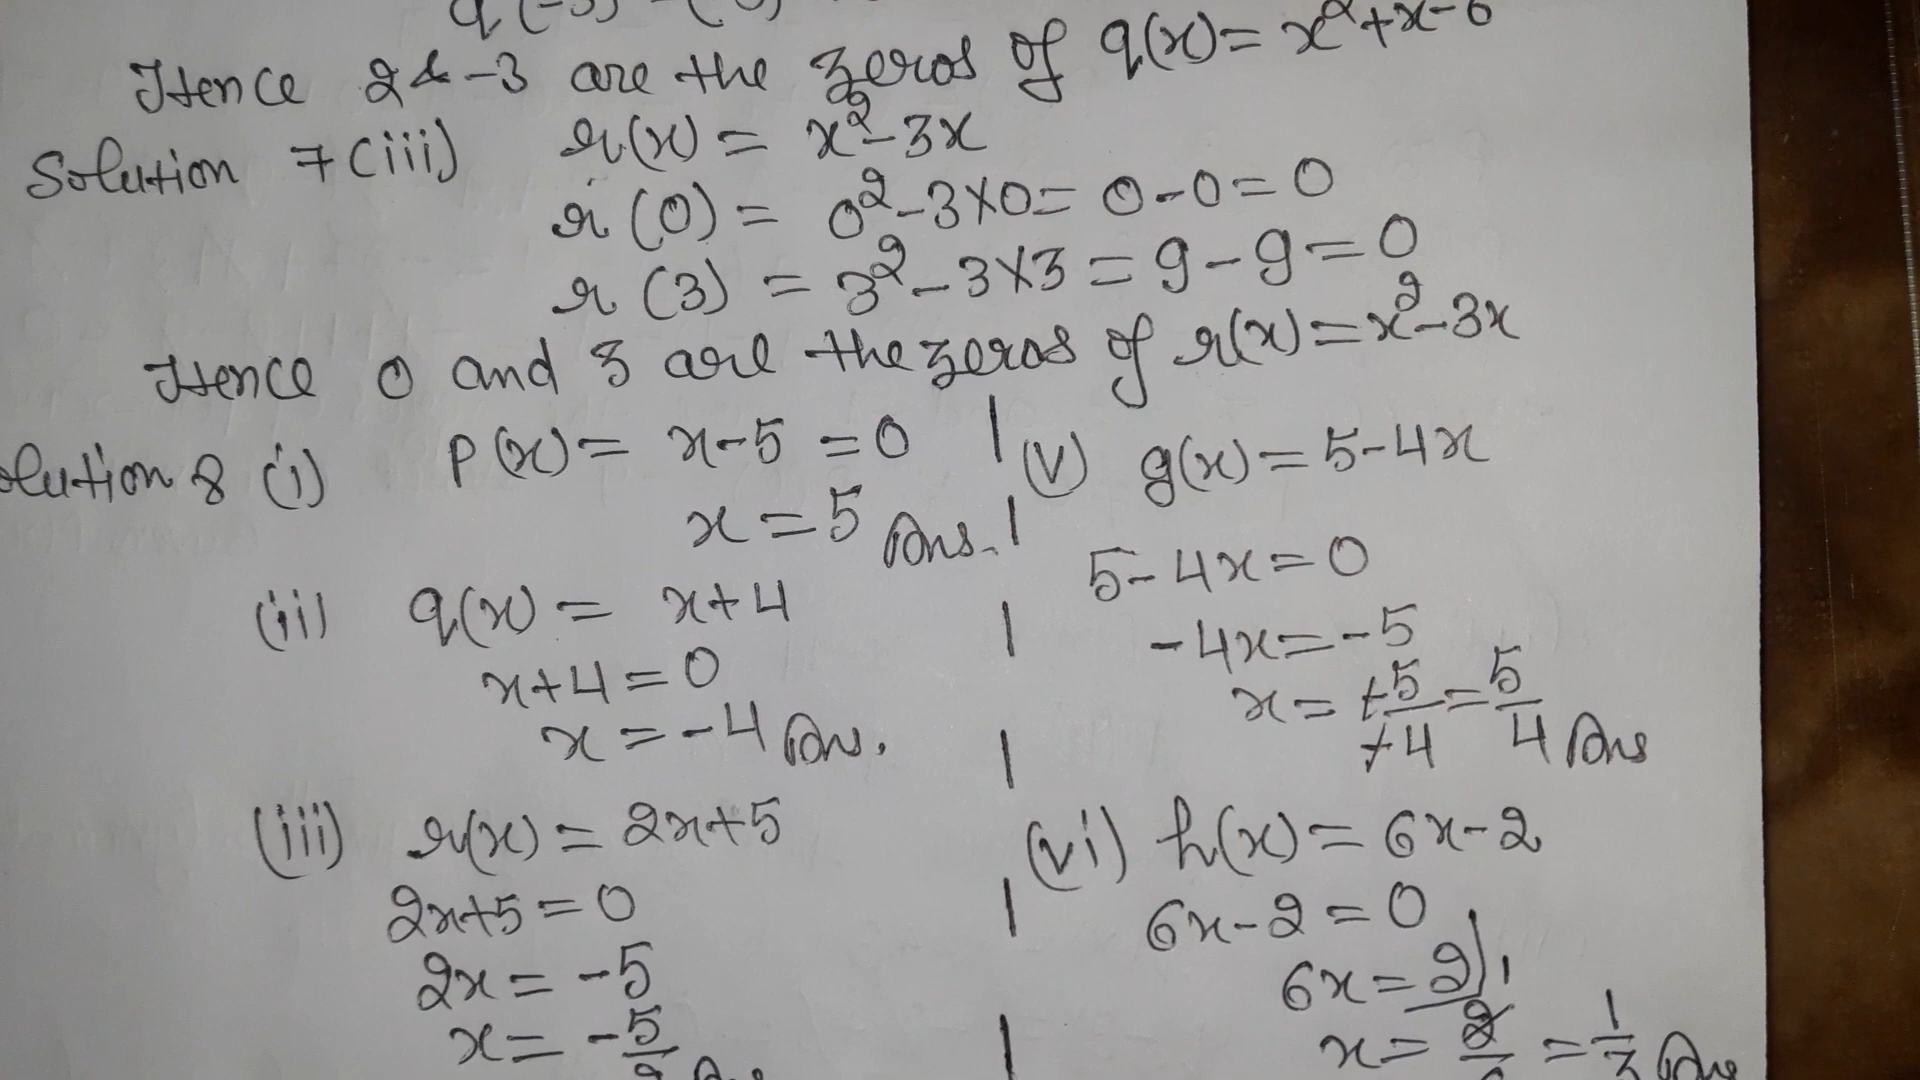 Hence 2 & -3 are the zeros of q(x) = x² + x - 6
Solution 7 (iii) r(x) = x² - 3x
r(0) = 0² - 3×0 = 0 - 0 = 0
r(3) = 3² - 3×3 = 9 - 9 = 0
Hence 0 and 3 are the zeros of r(x) = x² - 3x
olution 8 (i) p(x) = x - 5 = 0
x = 5 Ans.
(ii) q(x) = x + 4
x + 4 = 0
x = -4 Ans.
(iii) r(x) = 2x + 5
2x + 5 = 0
2x = -5
x = -5/2 Ans
(v) g(x) = 5 - 4x
5 - 4x = 0
-4x = -5
x = +5/+4 = 5/4 Ans
(vi) h(x) = 6x - 2
6x - 2 = 0
6x = 2
x = 2/6 = 1/3 Ans